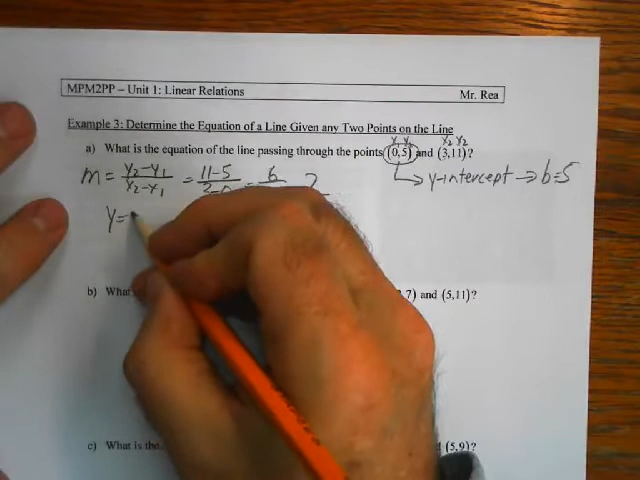 MPM2PP – Unit 1: Linear Relations Mr. Rea
Example 3: Determine the Equation of a Line Given any Two Points on the Line
x₂ y₂
a) What is the equation of the line passing through the points (0,5) and (3,11)?
m = y₂-y₁ / x₂-x₁ = 11-5 / 3-0 = 6 2 → y-intercept → b=5
y=
b) What ,7) and (5,11)?
c) What is the (5,9)?